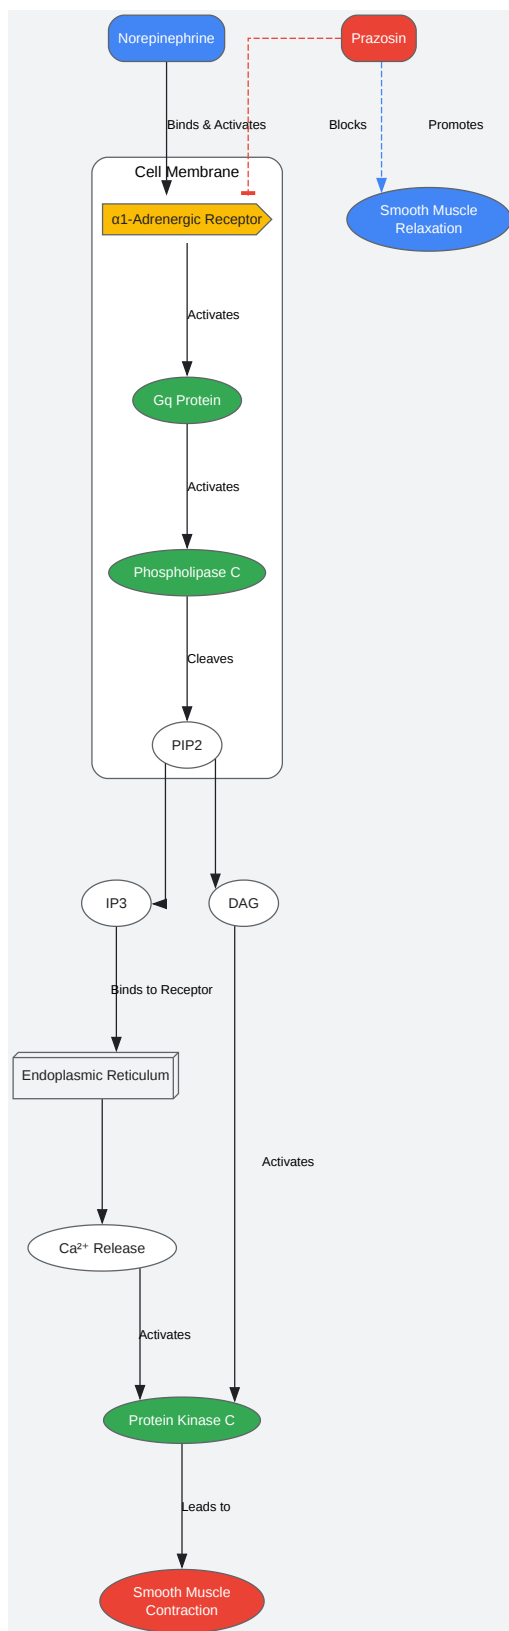 Norepinephrine
Prazosin
Binds & Activates
Blocks
Promotes
Cell Membrane
α1-Adrenergic Receptor
Smooth Muscle
Relaxation
Activates
Gq Protein
Activates
Phospholipase C
Cleaves
PIP2
IP3
DAG
Binds to Receptor
Endoplasmic Reticulum
Activates
Ca²⁺ Release
Activates
Protein Kinase C
Leads to
Smooth Muscle
Contraction